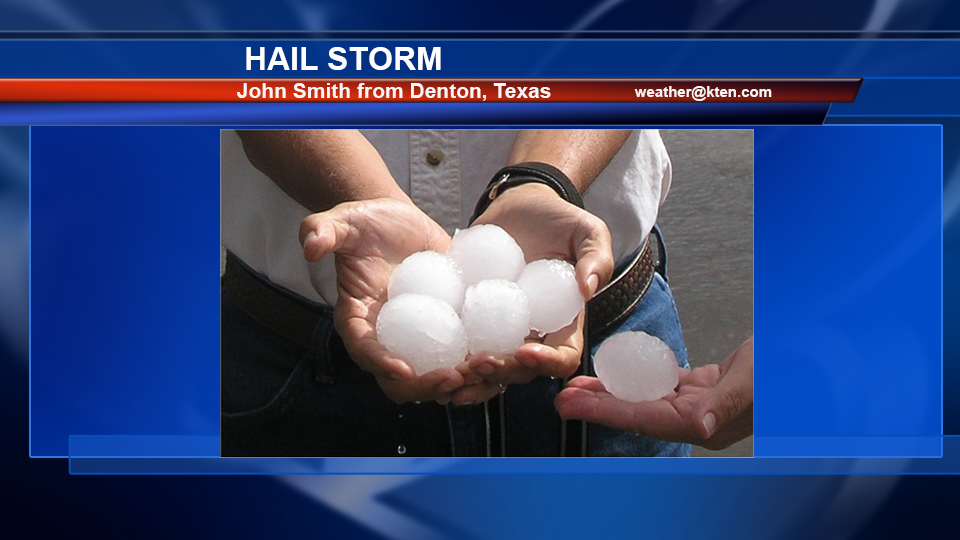 HAIL STORM
John Smith from Denton, Texas weather@kten.com